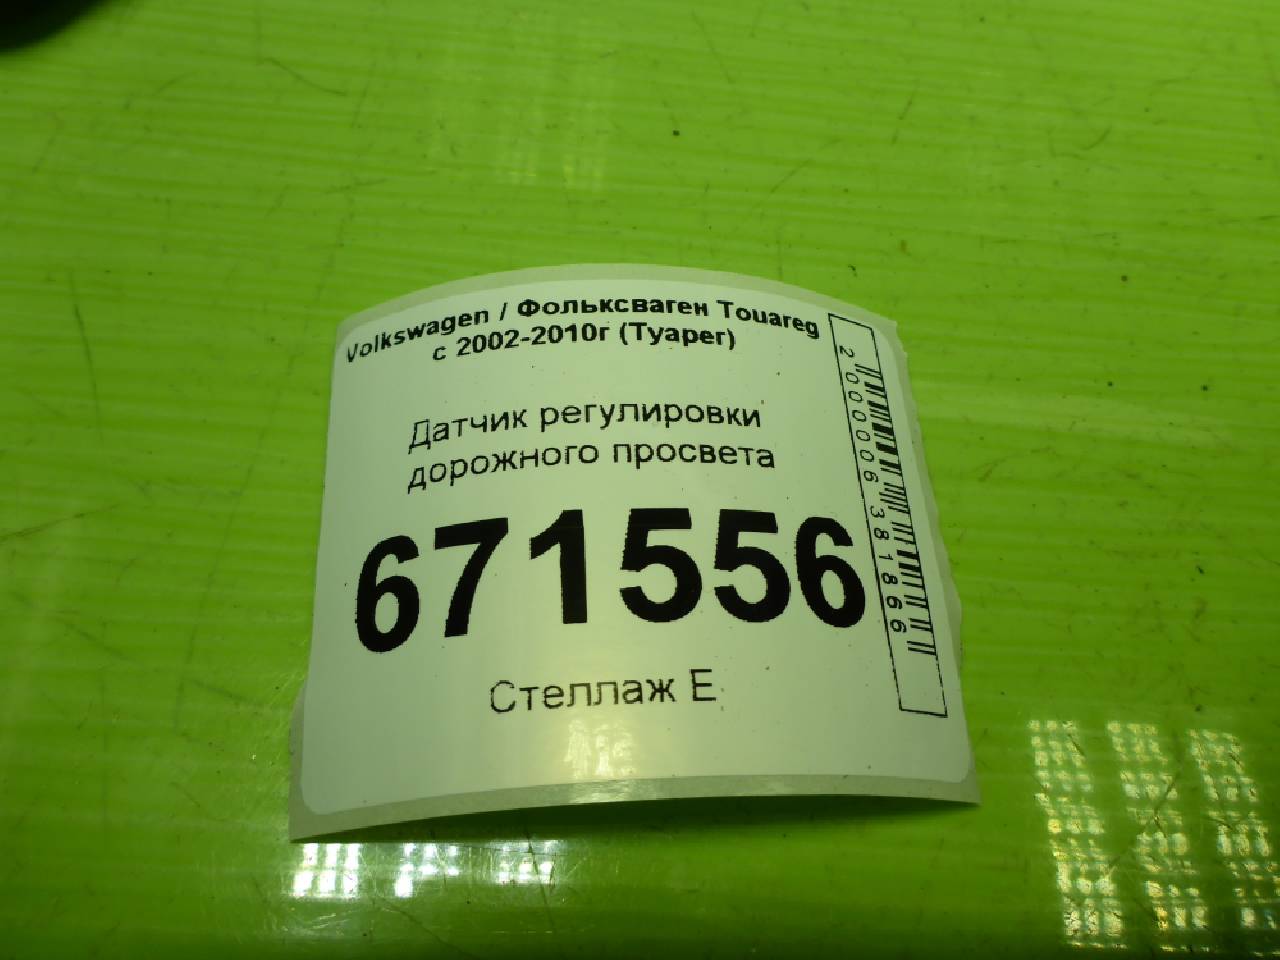 Volkswagen / Фольксваген Touareg
с 2002-2010г (Туарег)
Датчик регулировки
дорожного просвета
671556
Стеллаж Е
2000006381866